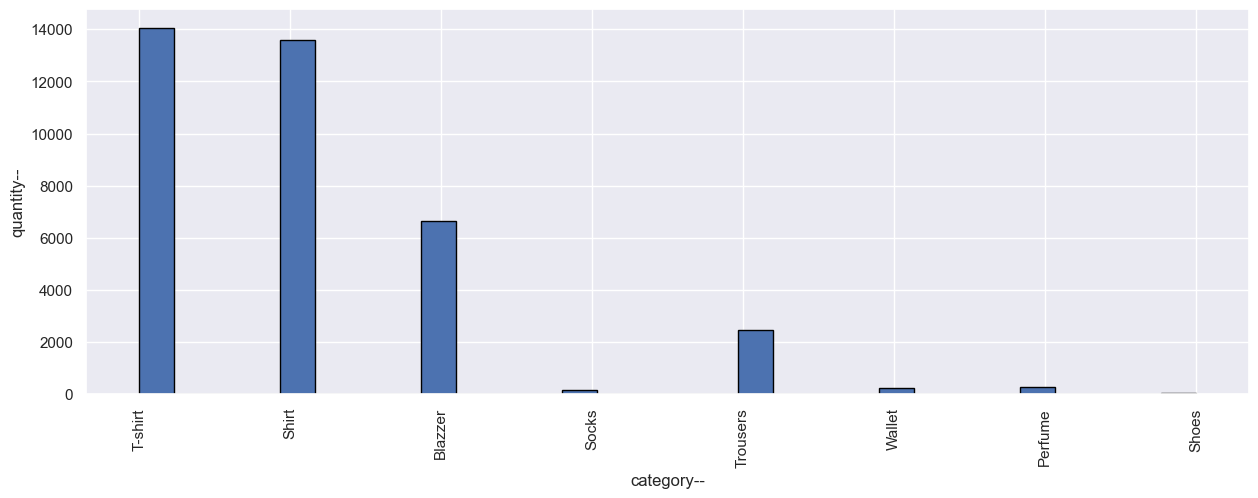 14000
12000
10000
8000
6000
4000
2000
0
quantity--
T-shirt
Shirt
Blazzer
Socks
Trousers
Wallet
Perfume
Shoes
category--